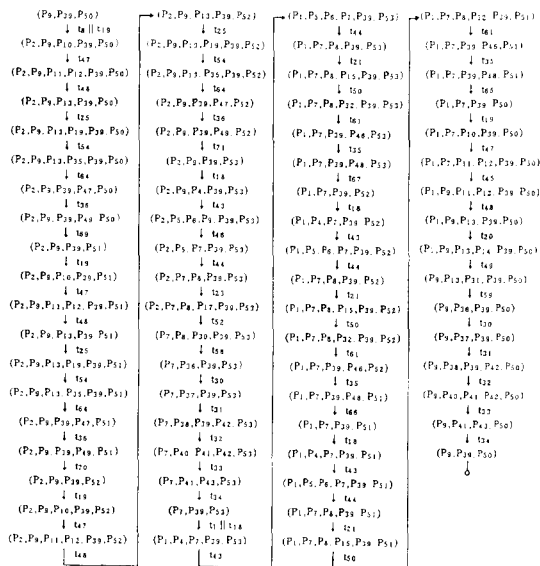 (P9,P39,P50)
↓ t8 || t19
(P2,P9,P10,P39,P50)
↓ t47
(P2,P9,P11,P12,P39,P50)
↓ t48
(P2,P9,P13,P39,P50)
↓ t25
(P2,P9,P13,P19,P39,P50)
↓ t54
(P2,P9,P13,P35,P39,P50)
↓ t64
(P2,P9,P39,P47,P50)
↓ t36
(P2,P9,P39,P49,P50)
↓ t69
(P2,P9,P39,P51)
↓ t19
(P2,P9,P10,P39,P51)
↓ t47
(P2,P9,P11,P12,P39,P51)
↓ t48
(P2,P9,P13,P39,P51)
↓ t25
(P2,P9,P13,P19,P39,P51)
↓ t54
(P2,P9,P13,P35,P39,P51)
↓ t64
(P2,P9,P39,P47,P51)
↓ t36
(P2,P9,P39,P49,P51)
↓ t70
(P2,P9,P39,P52)
↓ t19
(P2,P9,P10,P39,P52)
↓ t47
(P2,P9,P11,P12,P39,P52)
↓ t48
(P2,P9,P13,P39,P52)
↓ t25
(P2,P9,P13,P19,P39,P52)
↓ t54
(P2,P9,P13,P35,P39,P52)
↓ t64
(P2,P9,P39,P47,P52)
↓ t36
(P2,P9,P39,P49,P52)
↓ t71
(P2,P9,P39,P53)
↓ t18
(P2,P9,P4,P39,P53)
↓ t43
(P2,P5,P6,P9,P39,P53)
↓ t46
(P2,P5,P7,P39,P53)
↓ t44
(P2,P7,P8,P39,P53)
↓ t23
(P2,P7,P8,P17,P39,P53)
↓ t52
(P7,P8,P30,P39,P53)
↓ t58
(P7,P36,P39,P53)
↓ t30
(P7,P37,P39,P53)
↓ t31
(P7,P38,P39,P42,P53)
↓ t32
(P7,P40,P41,P42,P53)
↓ t33
(P7,P41,P43,P53)
↓ t34
(P7,P39,P53)
↓ t1 || t18
(P1,P4,P7,P39,P53)
↓ t43
(P1,P5,P6,P7,P39,P53)
↓ t44
(P1,P7,P8,P39,P53)
↓ t21
(P1,P7,P8,P15,P39,P53)
↓ t50
(P1,P7,P8,P32,P39,P53)
↓ t61
(P1,P7,P39,P46,P53)
↓ t35
(P1,P7,P39,P48,P53)
↓ t67
(P1,P7,P39,P52)
↓ t18
(P1,P4,P7,P39,P52)
↓ t43
(P1,P5,P6,P7,P39,P52)
↓ t44
(P1,P7,P8,P39,P52)
↓ t21
(P1,P7,P8,P15,P39,P52)
↓ t50
(P1,P7,P8,P32,P39,P52)
↓ t61
(P1,P7,P39,P46,P52)
↓ t35
(P1,P7,P39,P48,P52)
↓ t66
(P1,P7,P39,P51)
↓ t18
(P1,P4,P7,P39,P51)
↓ t43
(P1,P5,P6,P7,P39,P51)
↓ t44
(P1,P7,P8,P39,P51)
↓ t21
(P1,P7,P8,P15,P39,P51)
↓ t50
(P1,P7,P8,P32,P39,P51)
↓ t61
(P1,P7,P39,P46,P51)
↓ t35
(P1,P7,P39,P48,P51)
↓ t65
(P1,P7,P39,P50)
↓ t19
(P1,P7,P10,P39,P50)
↓ t47
(P1,P7,P11,P12,P39,P50)
↓ t45
(P1,P9,P11,P12,P39,P50)
↓ t48
(P1,P9,P13,P39,P50)
↓ t20
(P1,P9,P13,P14,P39,P50)
↓ t49
(P9,P13,P31,P39,P50)
↓ t59
(P9,P36,P39,P50)
↓ t30
(P9,P37,P39,P50)
↓ t31
(P9,P38,P39,P42,P50)
↓ t32
(P9,P40,P41,P42,P50)
↓ t33
(P9,P41,P43,P50)
↓ t34
(P9,P39,P50)